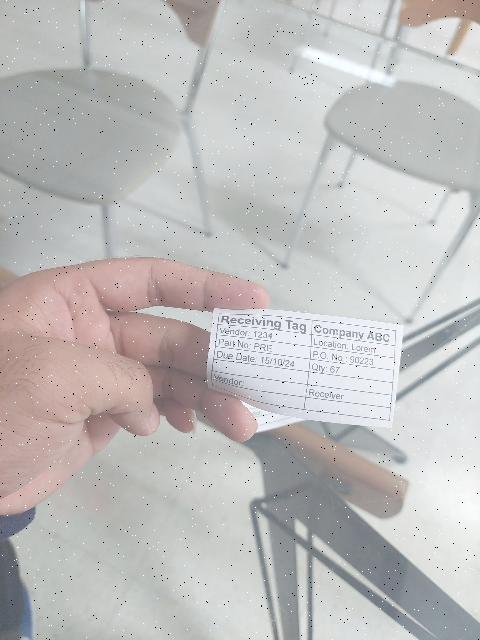 Receiving Tag Company ABC
Vendor: 1234 Location: Lorem
Part No: PRE P.O. No.: 90223
Due Date: 15/10/24 Qty: 67
Vendor: Receiver